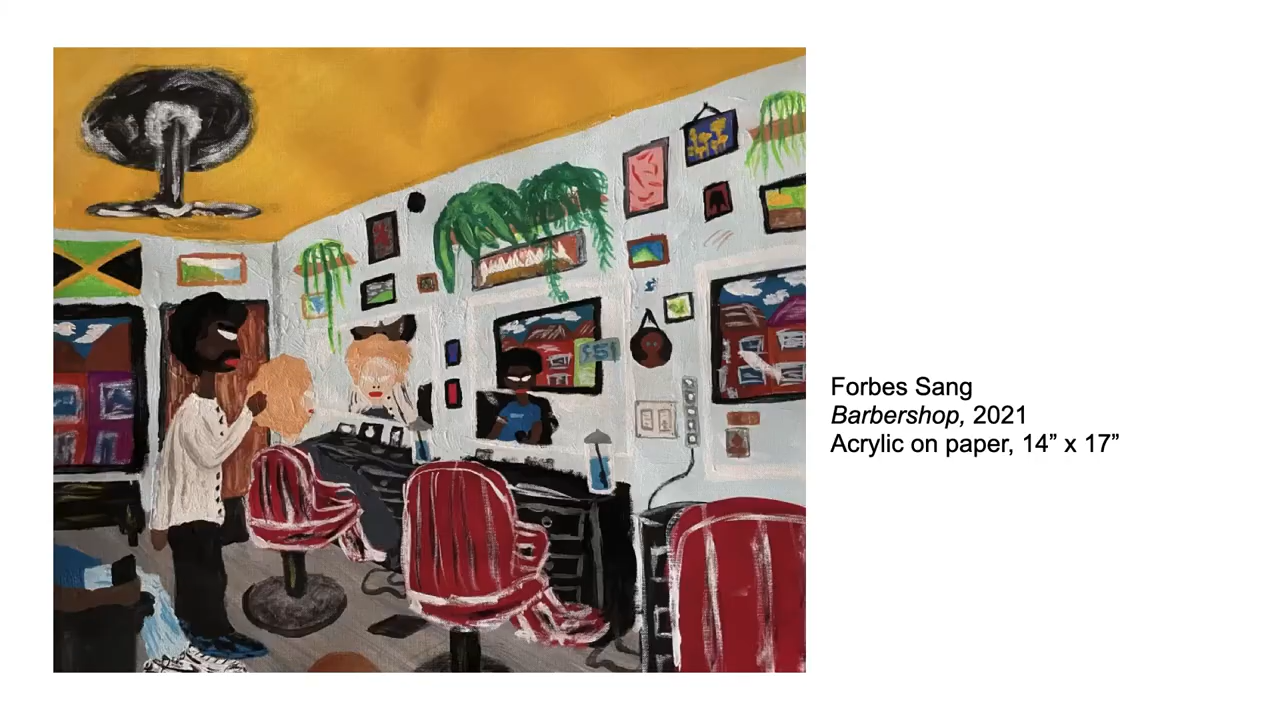 Forbes Sang
Barbershop, 2021
Acrylic on paper, 14” x 17”